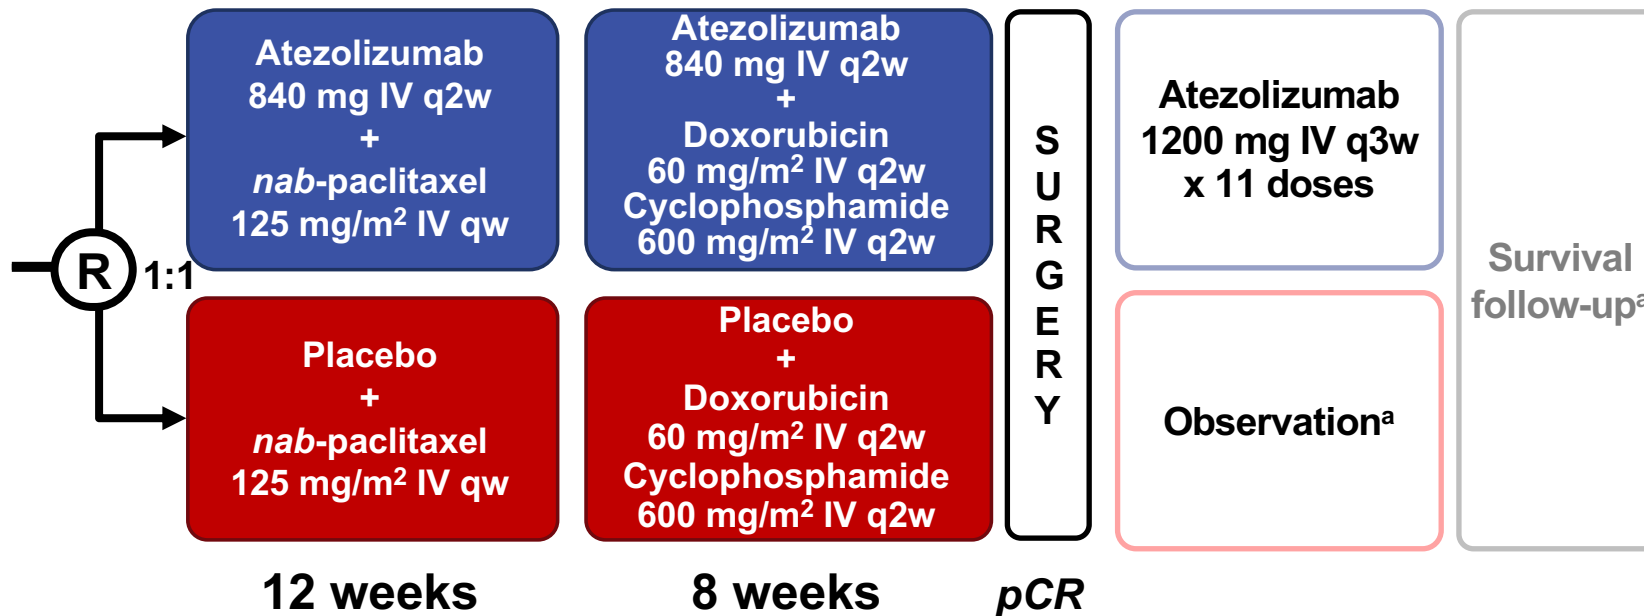 R 1:1
Atezolizumab
840 mg IV q2w
+
nab-paclitaxel
125 mg/m² IV qw
Atezolizumab
840 mg IV q2w
+
Doxorubicin
60 mg/m² IV q2w
Cyclophosphamide
600 mg/m² IV q2w
Placebo
+
nab-paclitaxel
125 mg/m² IV qw
Placebo
+
Doxorubicin
60 mg/m² IV q2w
Cyclophosphamide
600 mg/m² IV q2w
S
U
R
G
E
R
Y
Atezolizumab
1200 mg IV q3w
x 11 doses
Observationᵃ
Survival
follow-upᵃ
12 weeks
8 weeks
pCR